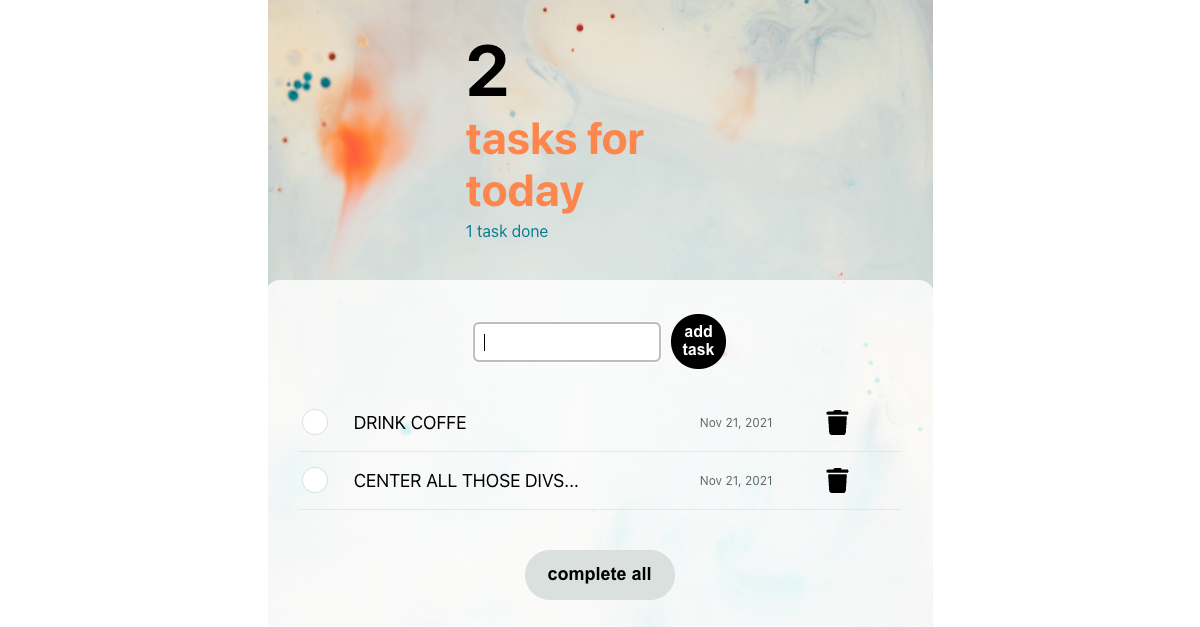 2
tasks for
today
1 task done
add
task
DRINK COFFE
Nov 21, 2021
CENTER ALL THOSE DIVS...
Nov 21, 2021
complete all